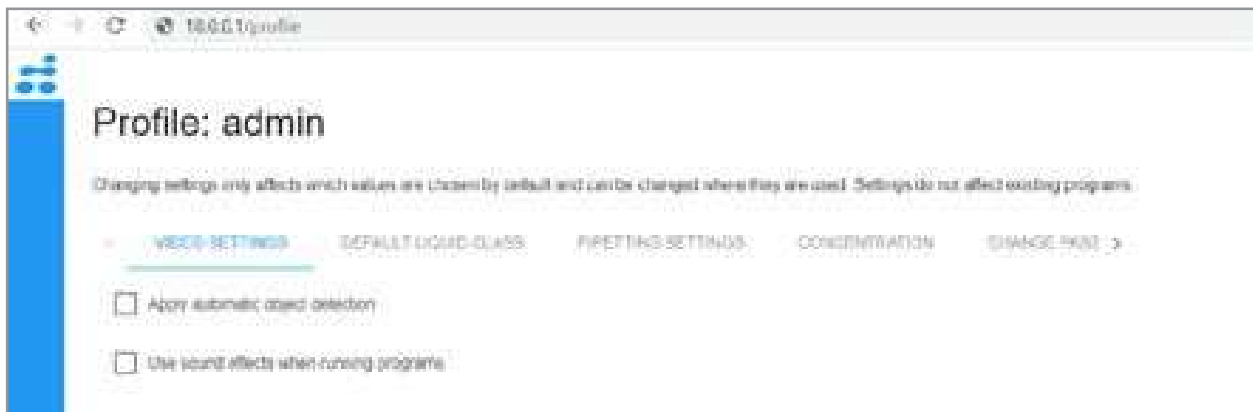 10.0.0.1/profile
Profile: admin
Changing settings only affects which values are chosen by default and can be changed where they are used. Settings do not affect existing programs.
VIDEO SETTINGS DEFAULT LIQUID CLASS PIPETTING SETTINGS CONCENTRATION CHANGE PASS
Apply automatic object detection
Use sound effects when running programs